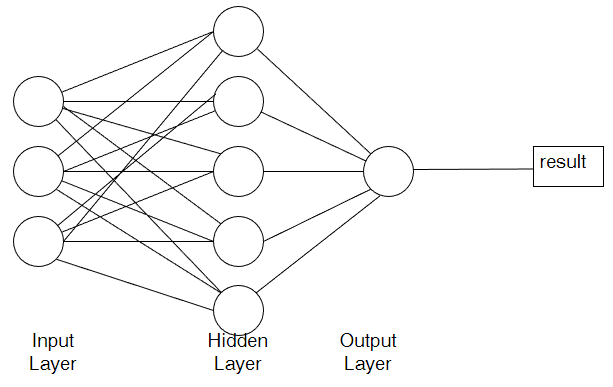 result
Input
Layer
Hidden
Layer
Output
Layer